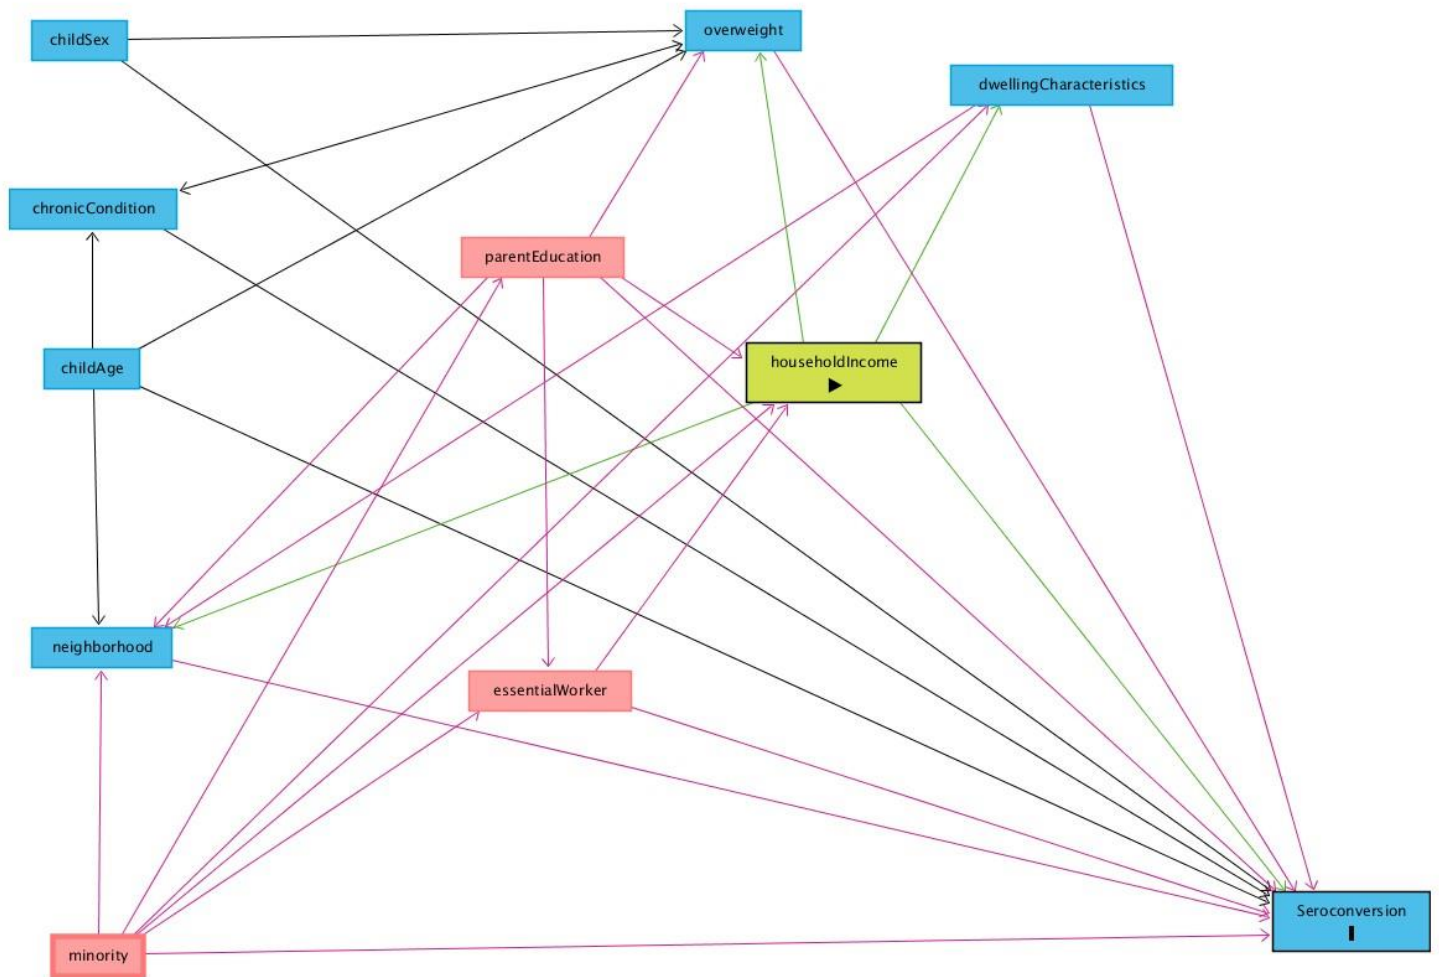 overweight
childSex
dwellingCharacteristics
chronicCondition
parentEducation
householdIncome
childAge
neighborhood
essentialWorker
Seroconversion
minority